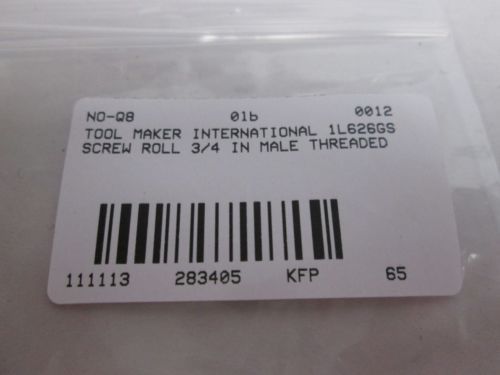 NO-Q8 01b 0012
TOOL MAKER INTERNATIONAL 1L626GS
SCREW ROLL 3/4 IN MALE THREADED
111113 283405 KFP 65